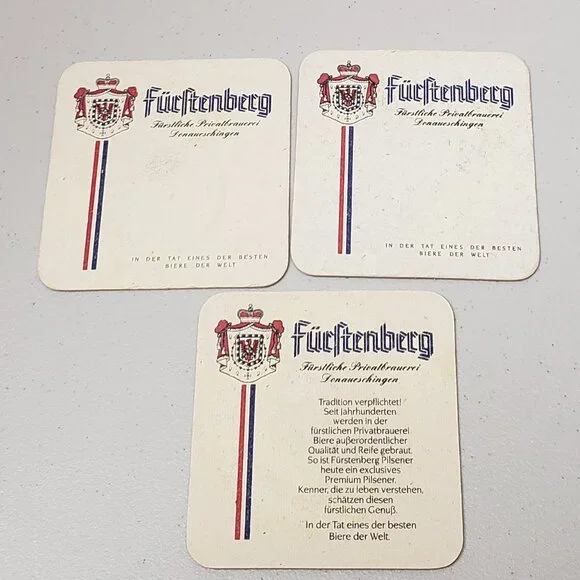 Fürstenberg
Fürstliche Privatbrauerei
Donaueschingen
IN DER TAT EINES DER BESTEN
BIERE DER WELT
Fürstenberg
Fürstliche Privatbrauerei
Donaueschingen
IN DER TAT EINES DER BESTEN
BIERE DER WELT
Fürstenberg
Fürstliche Privatbrauerei
Donaueschingen
Tradition verpflichtet!
Seit Jahrhunderten
werden in der
fürstlichen Privatbrauerei
Biere außerordentlicher
Qualität und Reife gebraut.
So ist Fürstenberg Pilsener
heute ein exclusives
Premium Pilsener.
Kenner, die zu leben verstehen,
schätzen diesen
fürstlichen Genuß.
In der Tat eines der besten
Biere der Welt.